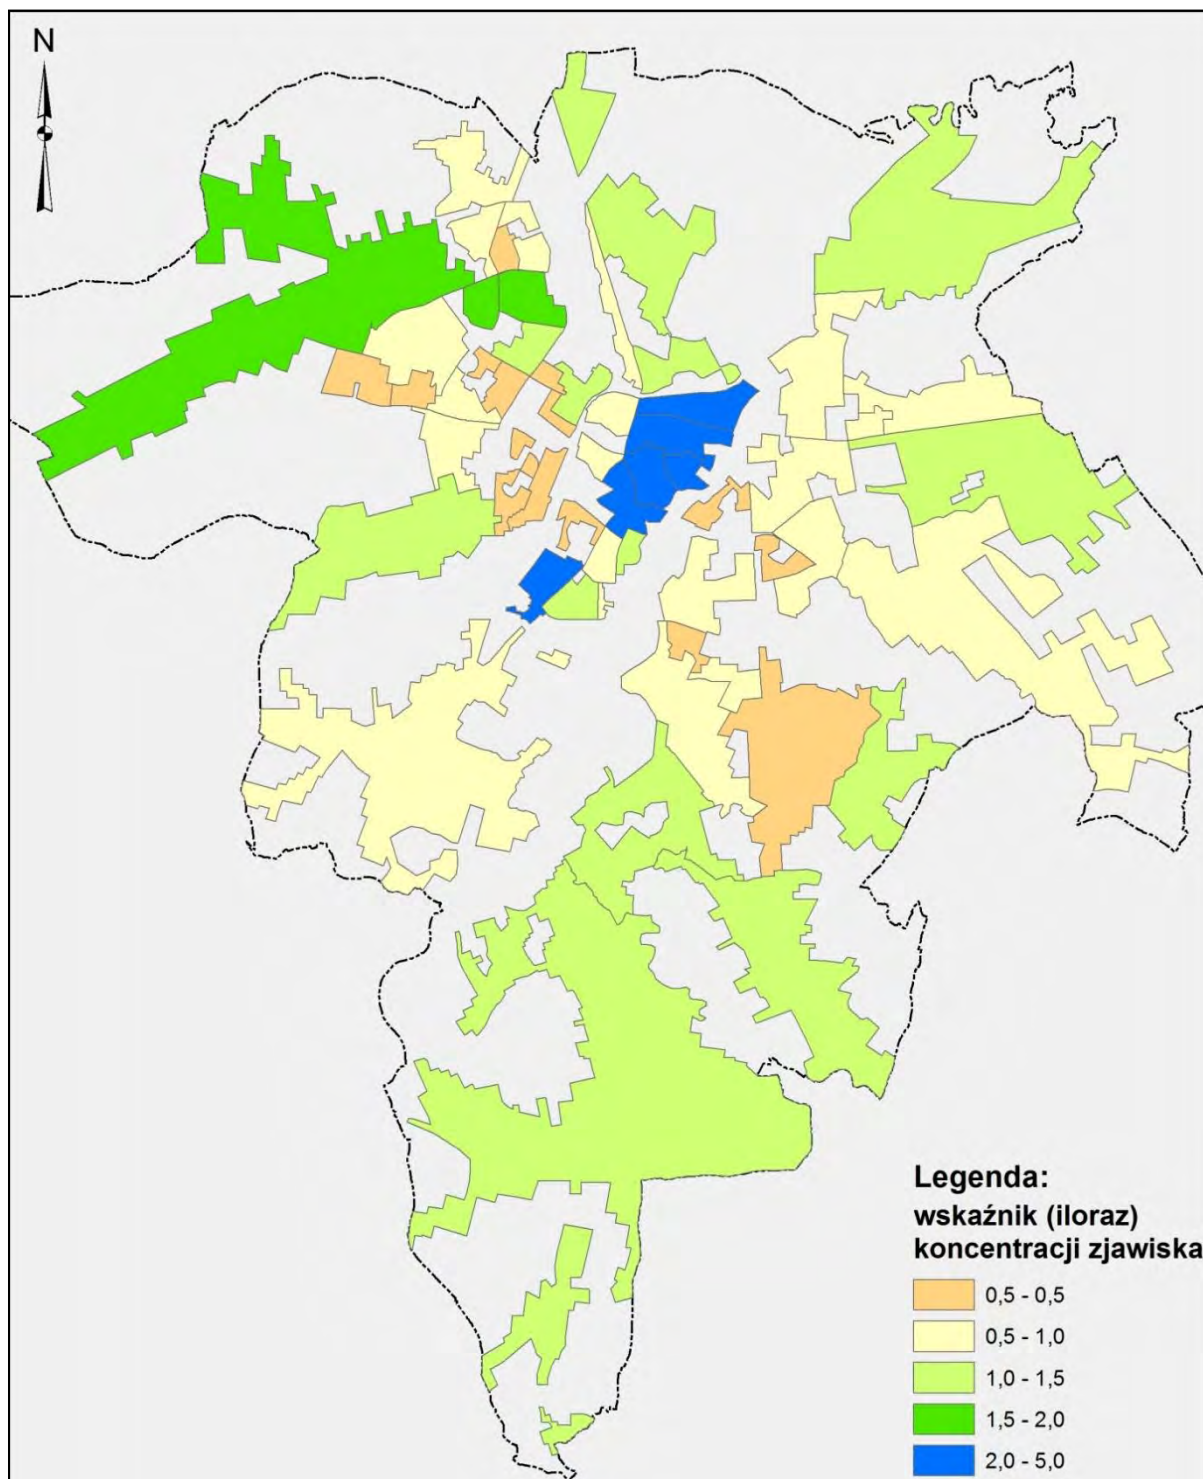 N
Legenda:
wskaźnik (iloraz)
koncentracji zjawiska
0,5 - 0,5
0,5 - 1,0
1,0 - 1,5
1,5 - 2,0
2,0 - 5,0